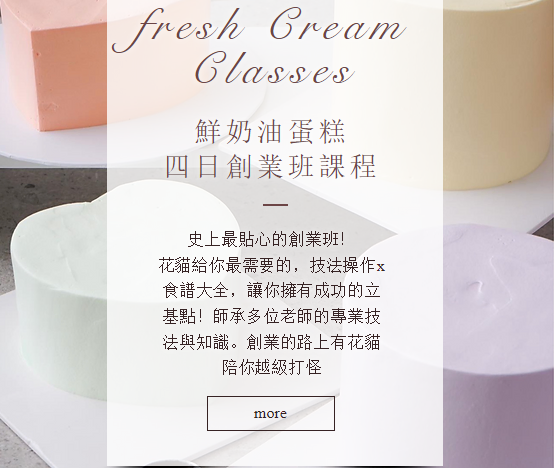 fresh Cream
Classes
鮮奶油蛋糕
四日創業班課程
史上最貼心的創業班!
花貓給你最需要的，技法操作x
食譜大全，讓你擁有成功的立
基點! 師承多位老師的專業技
法與知識。創業的路上有花貓
陪你越級打怪
more